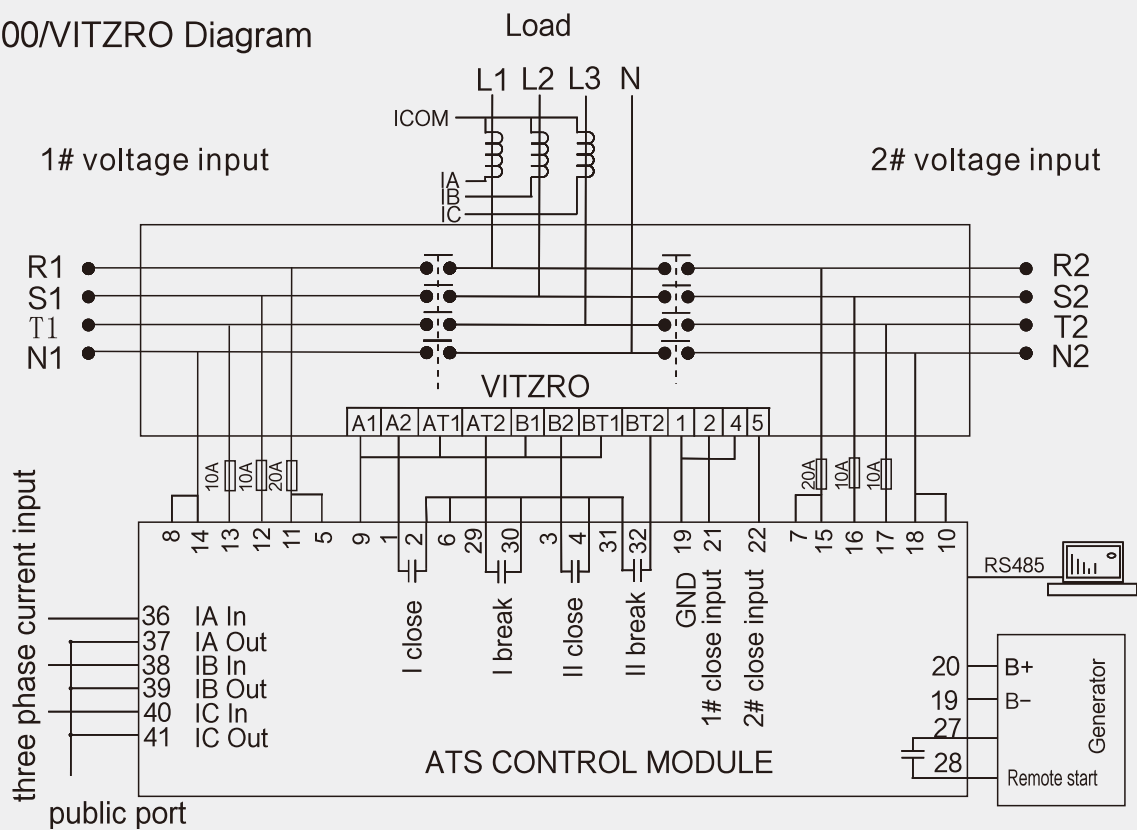 00/VITZRO Diagram
Load
L1 L2 L3 N
ICOM
1# voltage input
2# voltage input
IA
IB
IC
R1
S1
T1
N1
R2
S2
T2
N2
VITZRO
A1 A2 AT1 AT2 B1 B2 BT1 BT2 1 2 4 5
10A 10A 20A
20A 10A 10A
8 14 13 12 11 5 9 1 2 6 29 30 3 4 31 32 19 21 22 7 15 16 17 18 10
I close
I break
II close
II break
GND
1# close input
2# close input
RS485
three phase current input
36 IA In
37 IA Out
38 IB In
39 IB Out
40 IC In
41 IC Out
public port
ATS CONTROL MODULE
20 B+
19 B−
27
28 Remote start
Generator